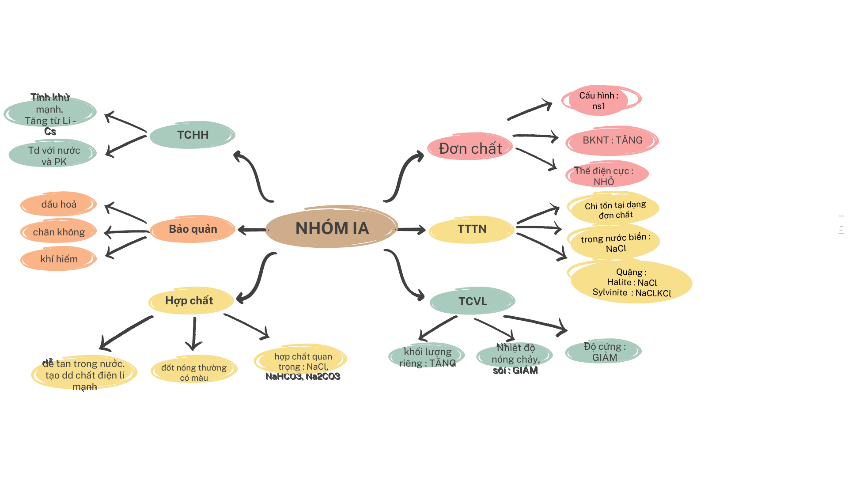 NHÓM IA
TCHH
Tính khử
mạnh.
Tăng từ Li -
Cs
Td với nước
và PK
Bảo quản
dầu hoả
chân không
khí hiếm
Hợp chất
dễ tan trong nước.
tạo dd chất điện li
mạnh
đốt nóng thường
có màu
hợp chất quan
trọng : NaCl,
NaHCO3, Na2CO3
Đơn chất
Cấu hình :
ns1
BKNT : TĂNG
Thế điện cực :
NHỎ
TTTN
Chỉ tồn tại dạng
đơn chất
trong nước biển :
NaCl
Quặng :
Halite : NaCl
Sylvinite : NaCl.KCl
TCVL
khối lượng
riêng : TĂNG
Nhiệt độ
nóng chảy,
sôi : GIẢM
Độ cứng :
GIẢM